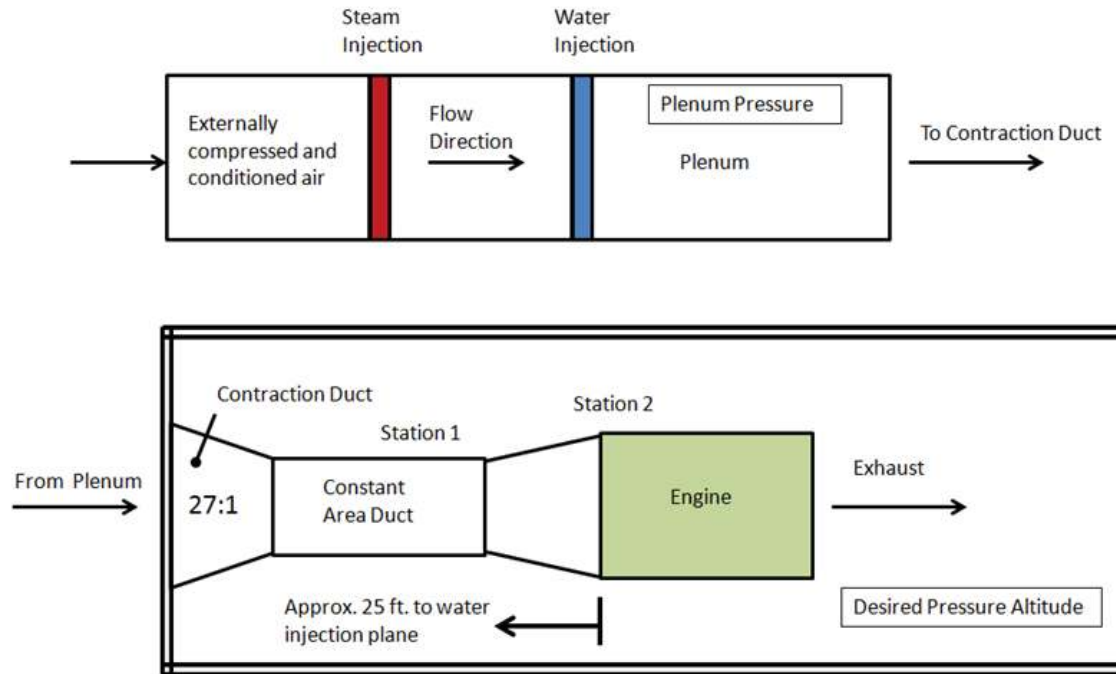 Steam
Injection
Water
Injection
Externally
compressed and
conditioned air
Flow
Direction
Plenum Pressure
Plenum
To Contraction Duct
Contraction Duct
Station 1
Station 2
From Plenum
27:1
Constant
Area Duct
Engine
Exhaust
Approx. 25 ft. to water
injection plane
Desired Pressure Altitude